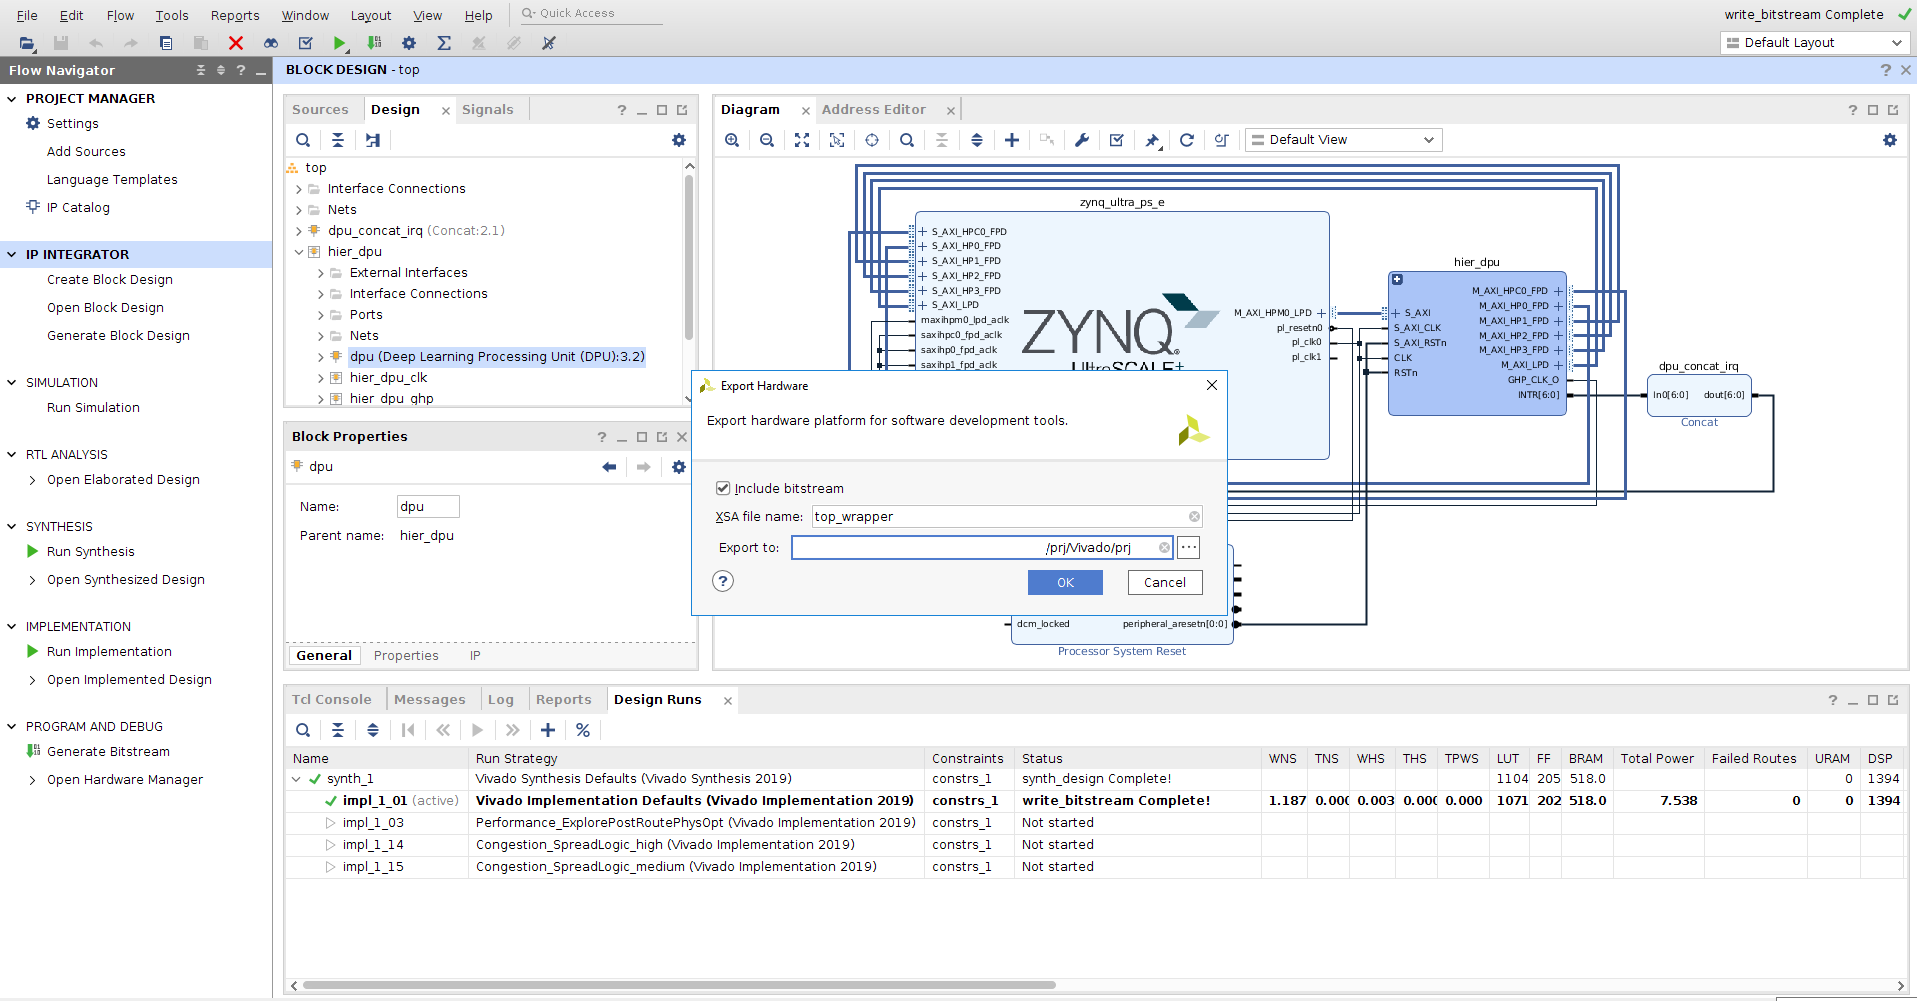 File Edit Flow Tools Reports Window Layout View Help Quick Access
write_bitstream Complete
Default Layout
Flow Navigator
PROJECT MANAGER
Settings
Add Sources
Language Templates
IP Catalog
IP INTEGRATOR
Create Block Design
Open Block Design
Generate Block Design
SIMULATION
Run Simulation
RTL ANALYSIS
Open Elaborated Design
SYNTHESIS
Run Synthesis
Open Synthesized Design
IMPLEMENTATION
Run Implementation
Open Implemented Design
PROGRAM AND DEBUG
Generate Bitstream
Open Hardware Manager
BLOCK DESIGN - top
Sources Design Signals
top
Interface Connections
Nets
dpu_concat_irq (Concat:2.1)
hier_dpu
External Interfaces
Interface Connections
Ports
Nets
dpu (Deep Learning Processing Unit (DPU):3.2)
hier_dpu_clk
hier_dpu_ghp
Block Properties
dpu
Name: dpu
Parent name: hier_dpu
General Properties IP
Diagram Address Editor
Default View
zynq_ultra_ps_e
S_AXI_HPC0_FPD
S_AXI_HP0_FPD
S_AXI_HP1_FPD
S_AXI_HP2_FPD
S_AXI_HP3_FPD
S_AXI_LPD
maxihpm0_lpd_aclk
saxihpc0_fpd_aclk
saxihp0_fpd_aclk
saxihp1_fpd_aclk
ZYNQ
UltraSCALE+
M_AXI_HPM0_LPD
pl_resetn0
pl_clk0
pl_clk1
hier_dpu
S_AXI
S_AXI_CLK
S_AXI_RSTn
CLK
RSTn
M_AXI_HPC0_FPD
M_AXI_HP0_FPD
M_AXI_HP1_FPD
M_AXI_HP2_FPD
M_AXI_HP3_FPD
M_AXI_LPD
GHP_CLK_O
INTR[6:0]
dpu_concat_irq
In0[6:0] dout[6:0]
Concat
Export Hardware
Export hardware platform for software development tools.
Include bitstream
XSA file name: top_wrapper
Export to: /prj/Vivado/prj
OK Cancel
dcm_locked peripheral_aresetn[0:0]
Processor System Reset
Tcl Console Messages Log Reports Design Runs
Name Run Strategy Constraints Status WNS TNS WHS THS TPWS LUT FF BRAM Total Power Failed Routes URAM DSP
synth_1 Vivado Synthesis Defaults (Vivado Synthesis 2019) constrs_1 synth_design Complete! 1104 205 518.0 0 1394
impl_1_01 (active) Vivado Implementation Defaults (Vivado Implementation 2019) constrs_1 write_bitstream Complete! 1.187 0.000 0.003 0.000 0.000 1071 202 518.0 7.538 0 0 1394
impl_1_03 Performance_ExplorePostRoutePhysOpt (Vivado Implementation 2019) constrs_1 Not started
impl_1_14 Congestion_SpreadLogic_high (Vivado Implementation 2019) constrs_1 Not started
impl_1_15 Congestion_SpreadLogic_medium (Vivado Implementation 2019) constrs_1 Not started